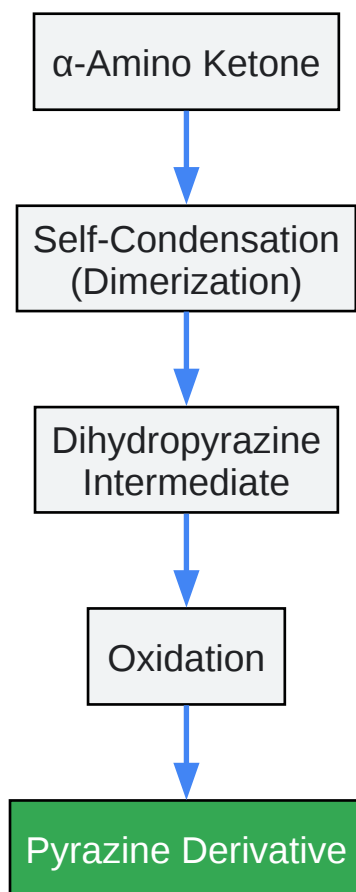 α-Amino Ketone
Self-Condensation
(Dimerization)
Dihydropyrazine
Intermediate
Oxidation
Pyrazine Derivative